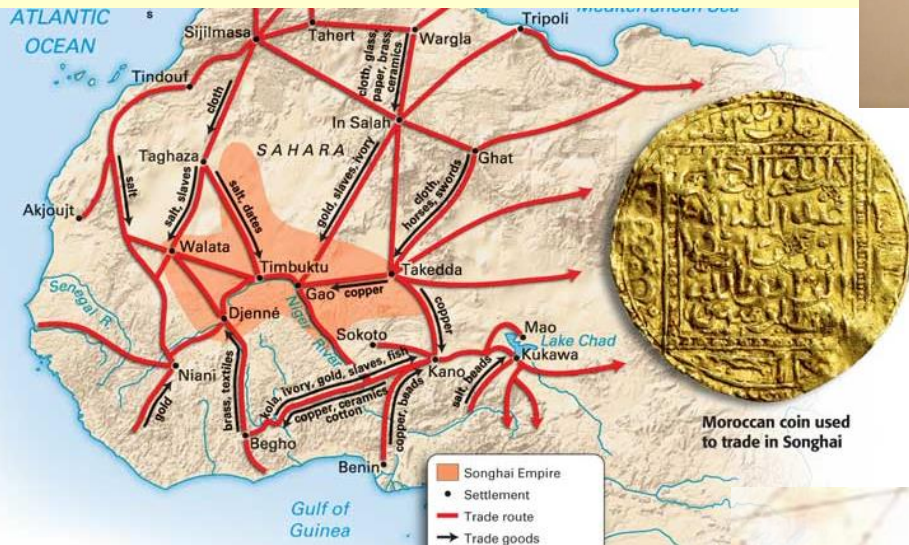 ATLANTIC
OCEAN
s
Mediterranean Sea
Sijilmasa
Tahert
Wargla
Tripoli
Tindouf
cloth
cloth, glass,
paper, brass,
ceramics
In Salah
Taghaza
SAHARA
Ghat
salt
salt, slaves
salt, dates
gold, slaves, ivory
cloth,
horses, swords
Akjoujt
Walata
Timbuktu
Takedda
Gao
copper
copper
Senegal R.
Djenné
Niger
River
Sokoto
Mao
Lake Chad
Kukawa
Niani
Kano
gold
brass, textiles
kola, ivory, gold, slaves, fish
copper, ceramics
cotton
copper, beads
salt, beads
Begho
Benin
Gulf of
Guinea
Songhai Empire
Settlement
Trade route
Trade goods
Moroccan coin used
to trade in Songhai